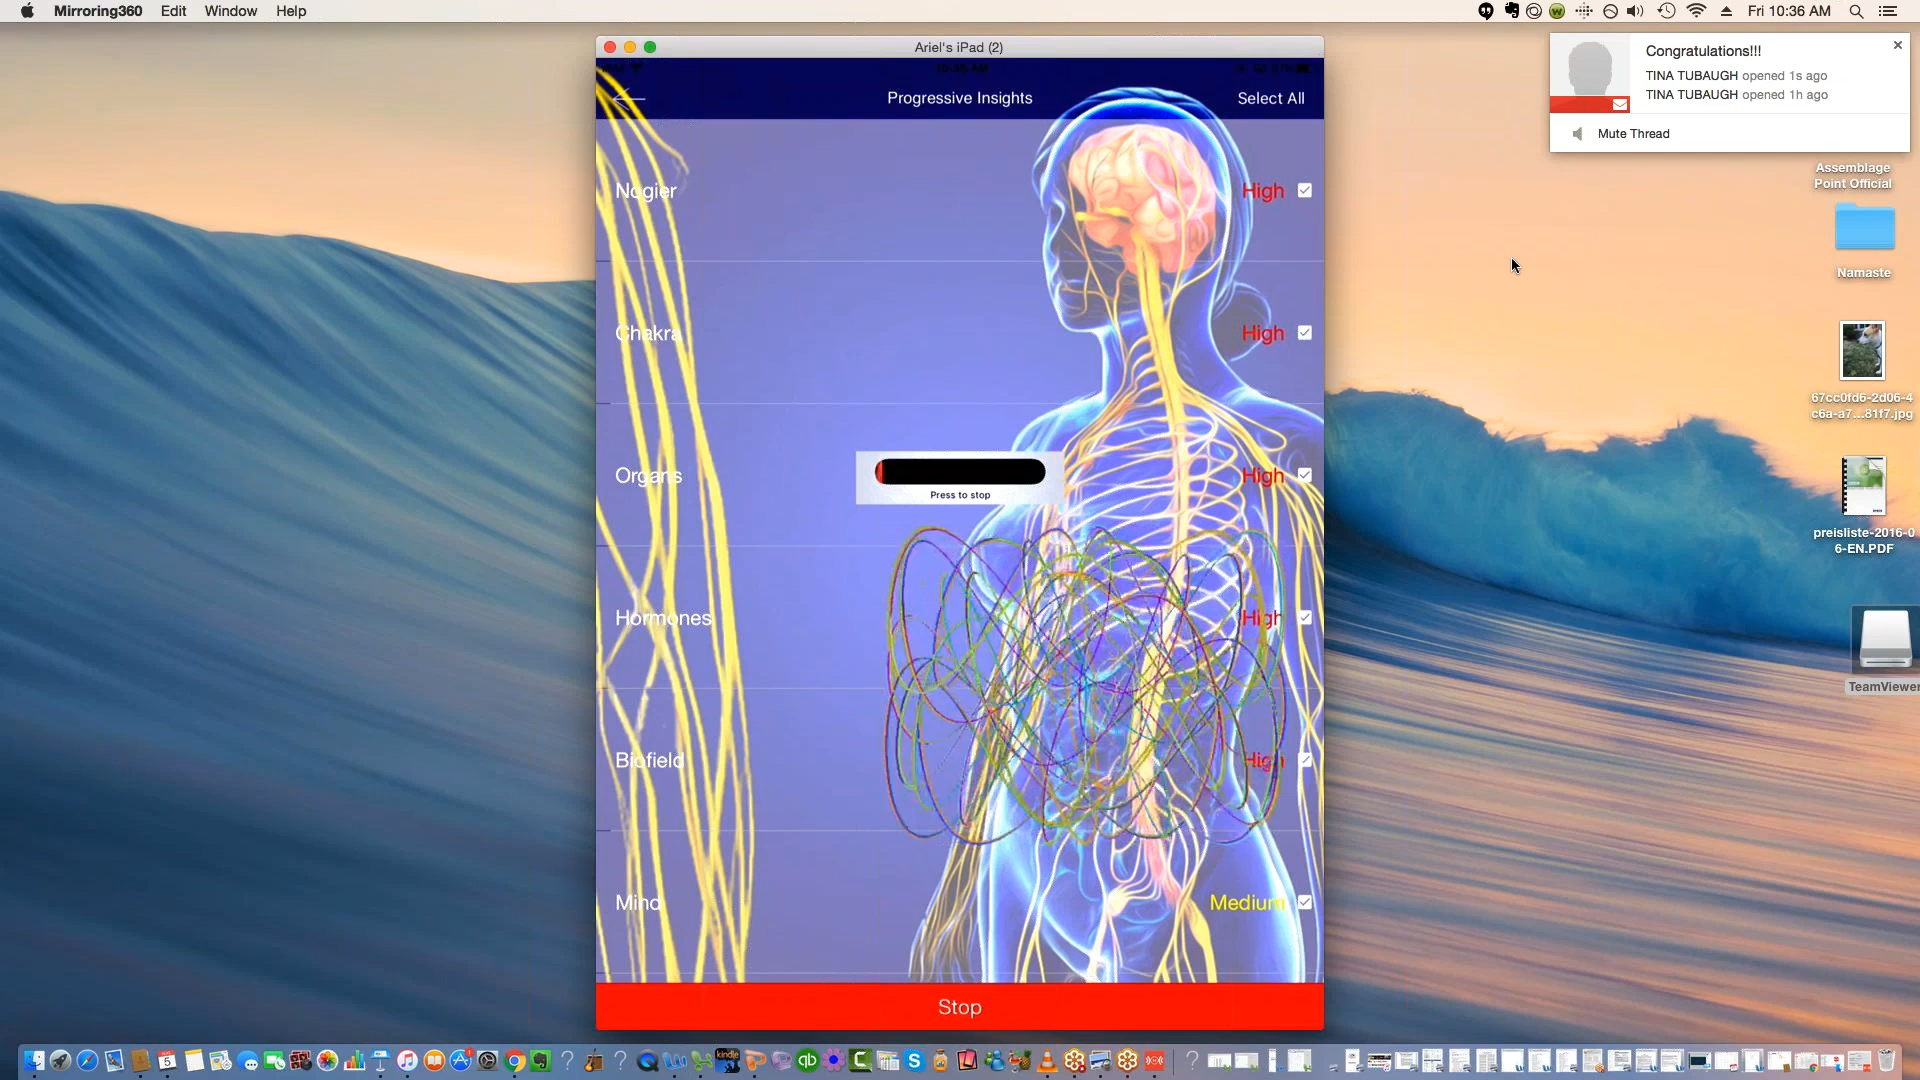 Mirroring360 Edit Window Help
Fri 10:36 AM
Ariel's iPad (2)
Progressive Insights
Select All
Nogier High
Chakra High
Organs High
Press to stop
Hormones High
Biofield High
Mind Medium
Stop
Congratulations!!!
TINA TUBAUGH opened 1s ago
TINA TUBAUGH opened 1h ago
Mute Thread
Assemblage
Point Official
Namaste
67cc0fd6-2d06-4
c6a-a7...81f7.jpg
preisliste-2016-0
6-EN.PDF
TeamViewer
kindle